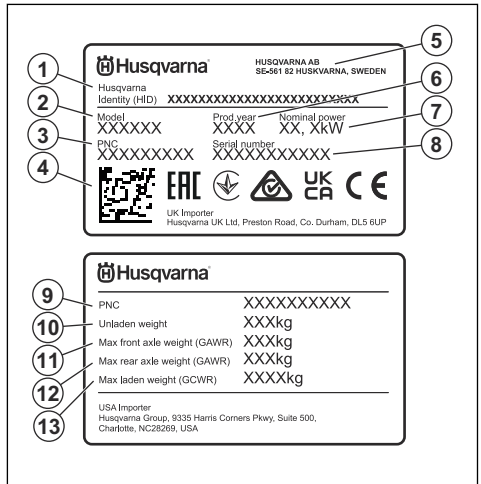 Husqvarna
HUSQVARNA AB
SE-561 82 HUSKVARNA, SWEDEN
Husqvarna
Identity (HID) XXXXXXXXXXXXXXXXXXXXXXXXXX
Model Prod.year Nominal power
XXXXXX XXXX XX, XkW
PNC Serial number
XXXXXXXXX XXXXXXXXXXX
EAC UK CA CE
UK Importer
Husqvarna UK Ltd, Preston Road, Co. Durham, DL5 6UP
1
2
3
4
5
6
7
8
Husqvarna
PNC XXXXXXXXXX
Unladen weight XXXkg
Max front axle weight (GAWR) XXXkg
Max rear axle weight (GAWR) XXXkg
Max laden weight (GCWR) XXXXkg
USA Importer
Husqvarna Group, 9335 Harris Corners Pkwy, Suite 500,
Charlotte, NC28269, USA
9
10
11
12
13